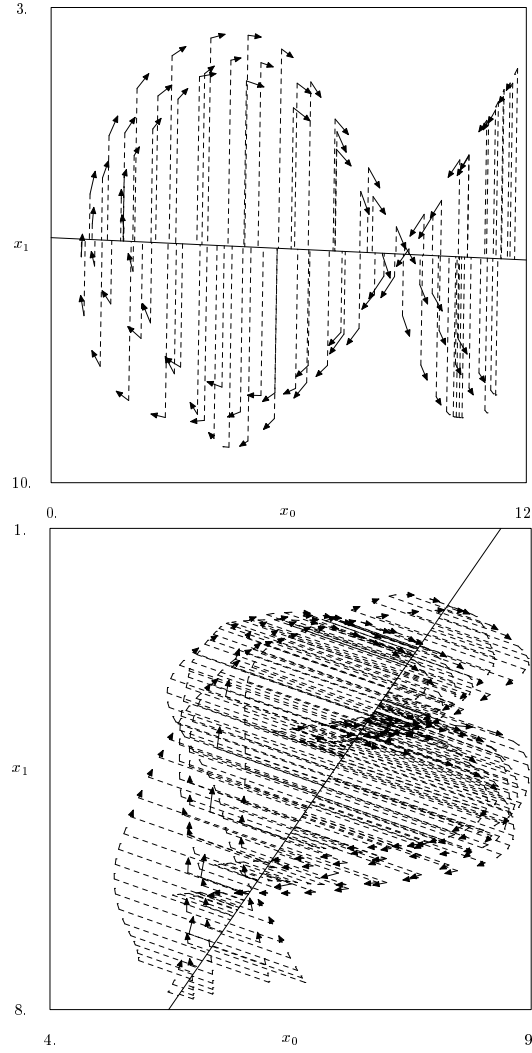 3.
x₁
10.
0. x₀ 12
1.
x₁
8.
4. x₀ 9